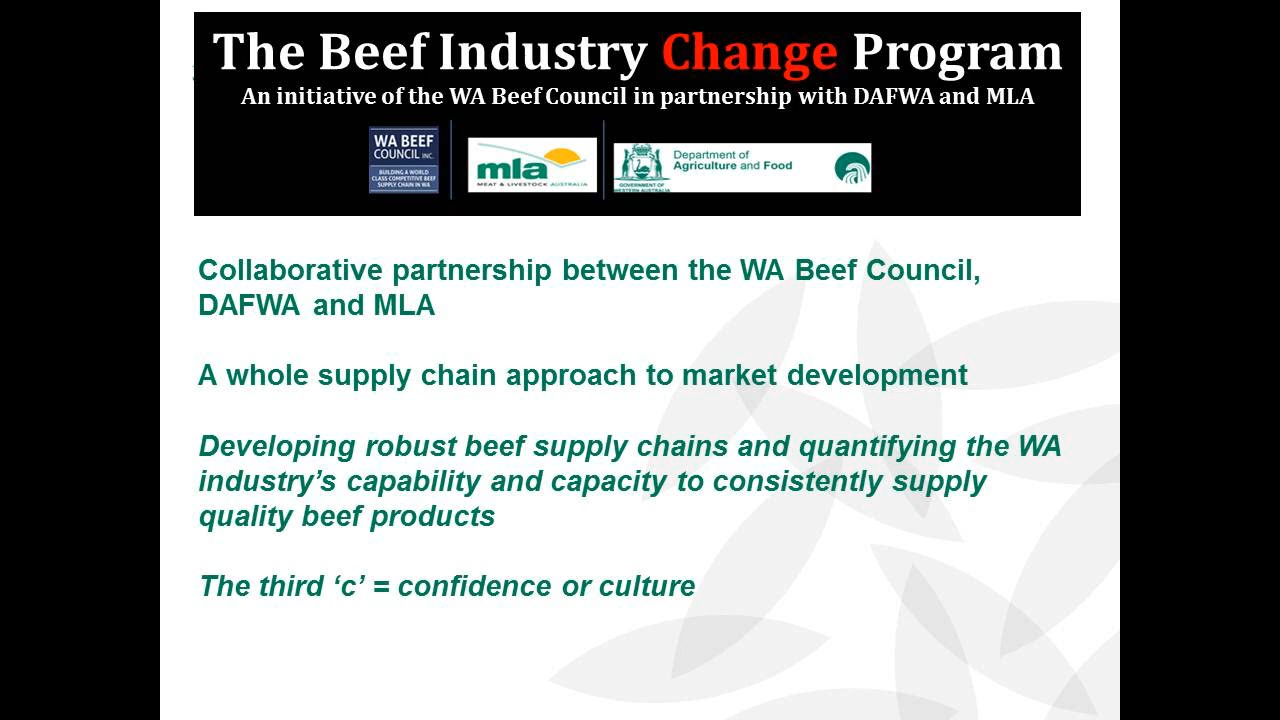 The Beef Industry Change Program
An initiative of the WA Beef Council in partnership with DAFWA and MLA
WA BEEF
COUNCIL INC.
BUILDING A WORLD
CLASS COMPETITIVE BEEF
SUPPLY CHAIN IN WA
mla
MEAT & LIVESTOCK AUSTRALIA
GOVERNMENT OF
WESTERN AUSTRALIA
Department of
Agriculture and Food
Collaborative partnership between the WA Beef Council,
DAFWA and MLA
A whole supply chain approach to market development
Developing robust beef supply chains and quantifying the WA
industry’s capability and capacity to consistently supply
quality beef products
The third ‘c’ = confidence or culture